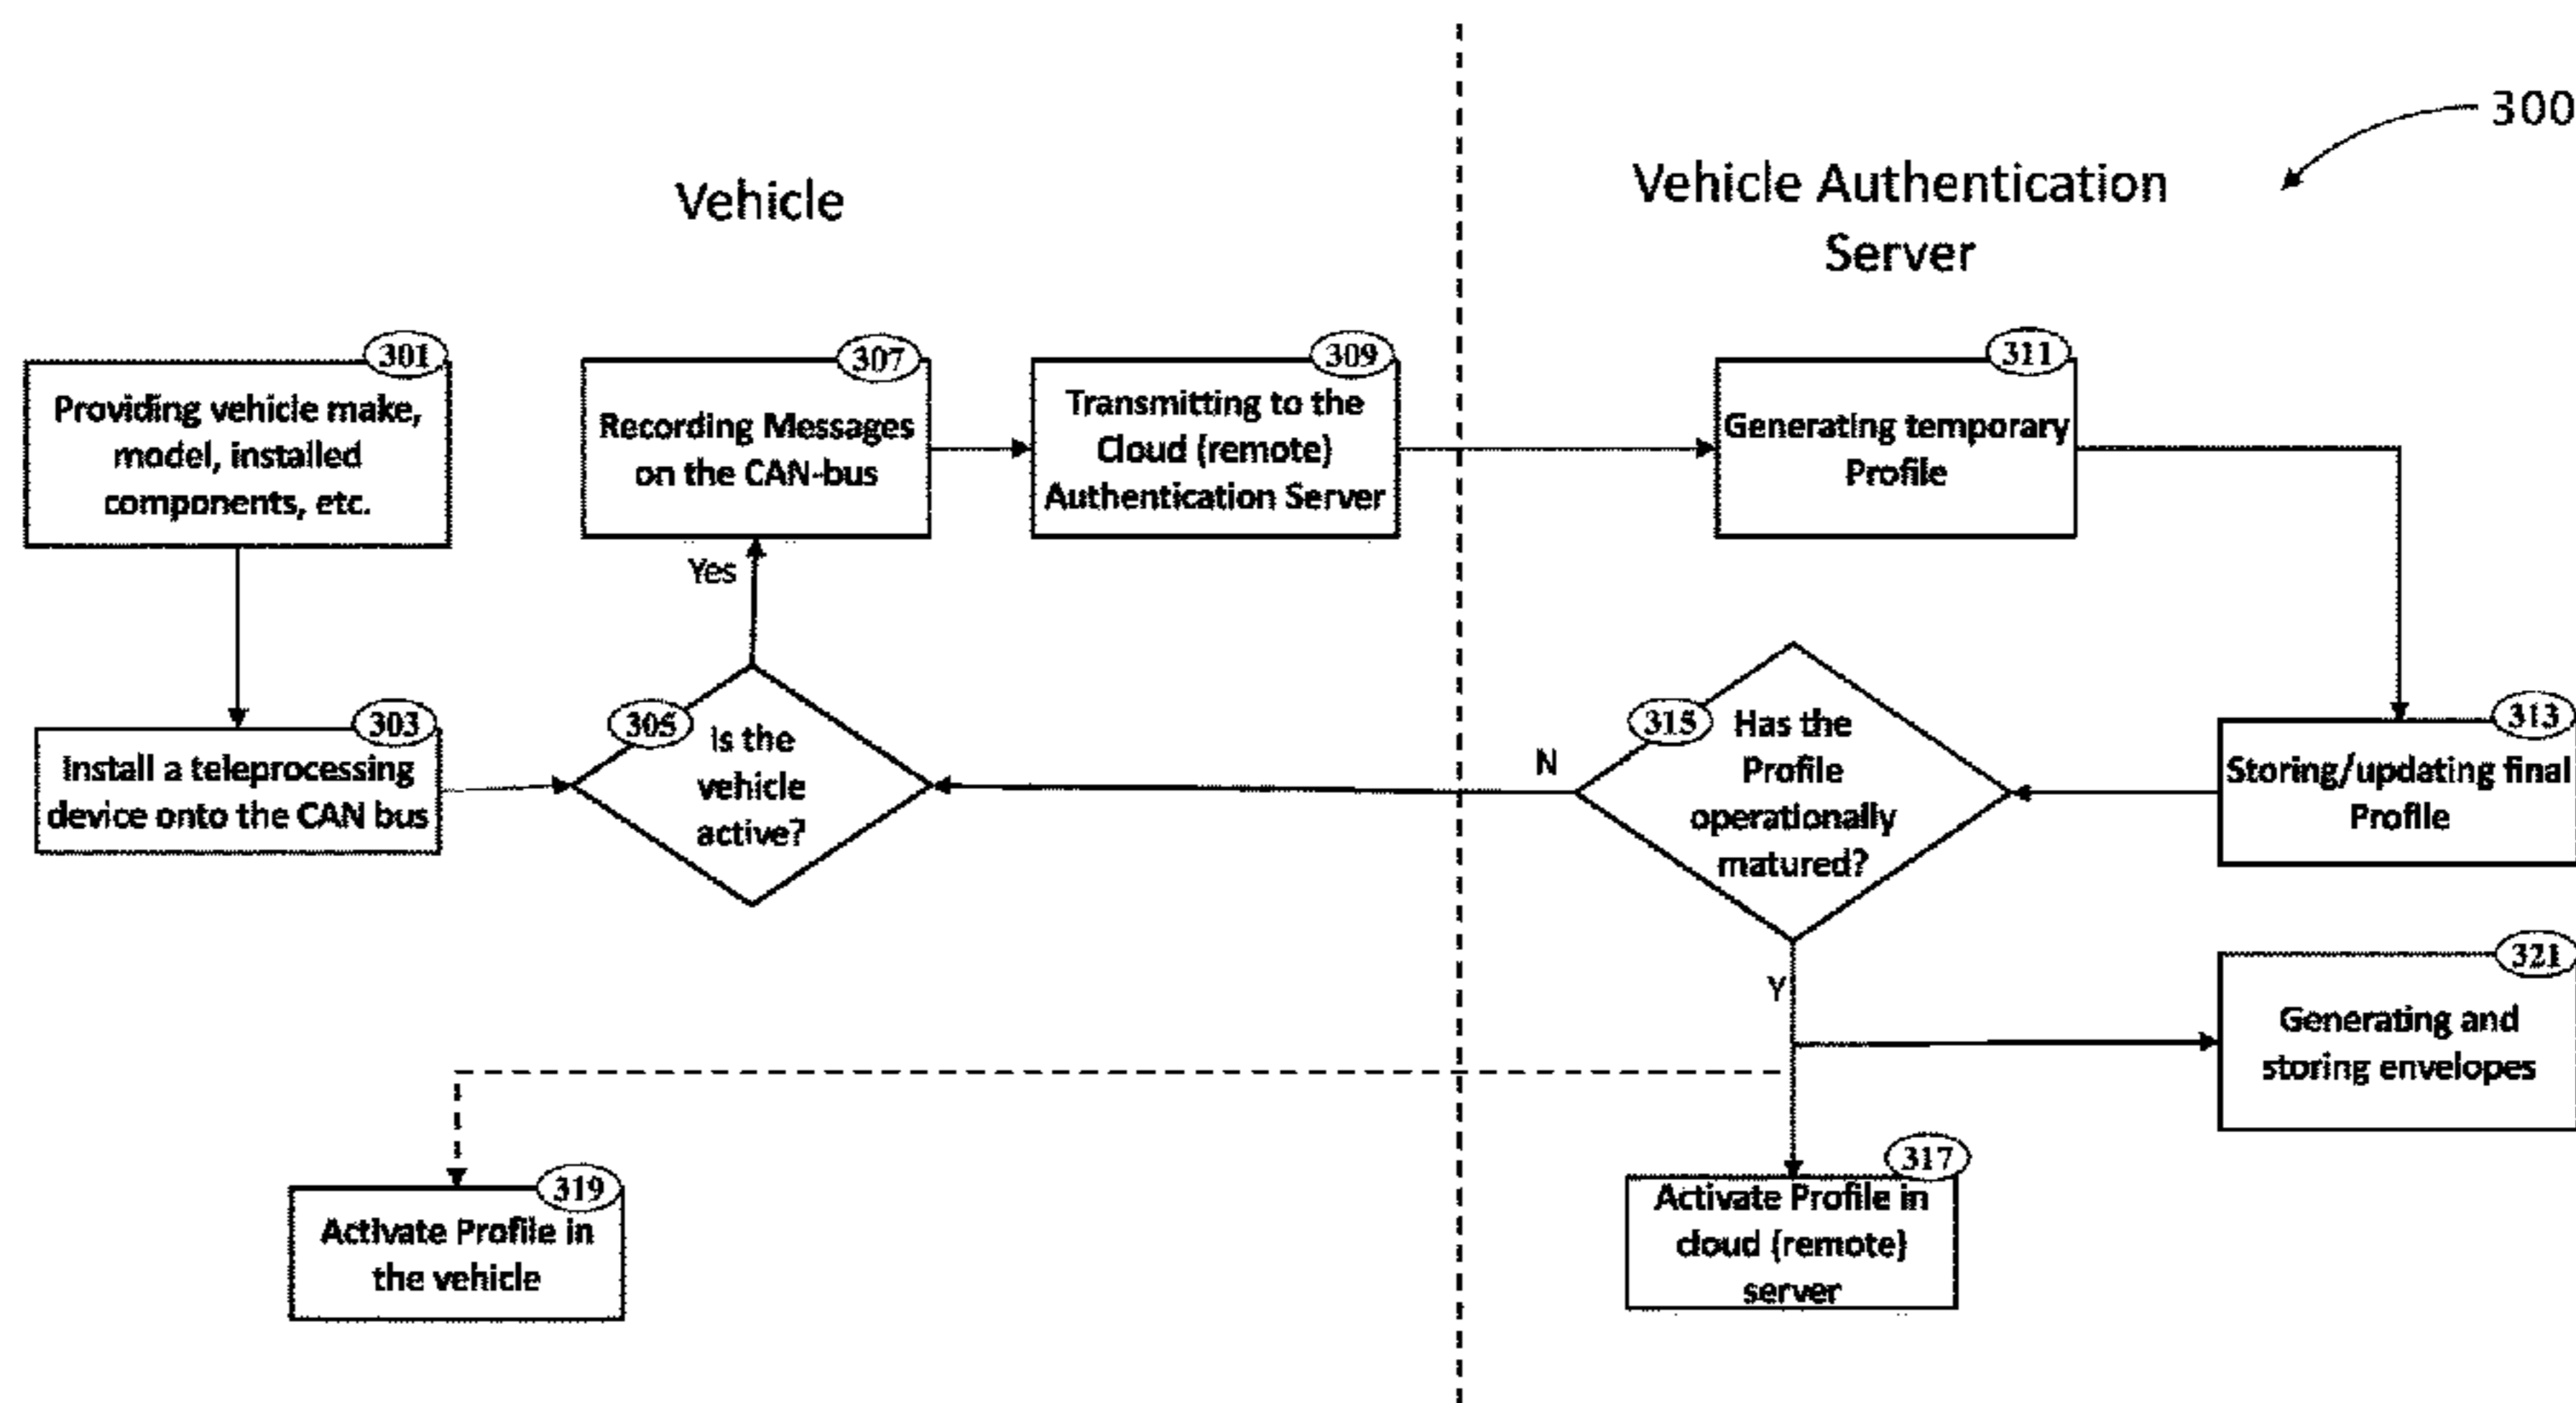 300
Vehicle
Vehicle Authentication
Server
301
Providing vehicle make,
model, installed
components, etc.
307
Recording Messages
on the CAN-bus
309
Transmitting to the
Cloud (remote)
Authentication Server
311
Generating temporary
Profile
Yes
303
Install a teleprocessing
device onto the CAN bus
305
Is the
vehicle
active?
N
315
Has the
Profile
operationally
matured?
313
Storing/updating final
Profile
Y
321
Generating and
storing envelopes
319
Activate Profile in
the vehicle
317
Activate Profile in
cloud (remote)
server